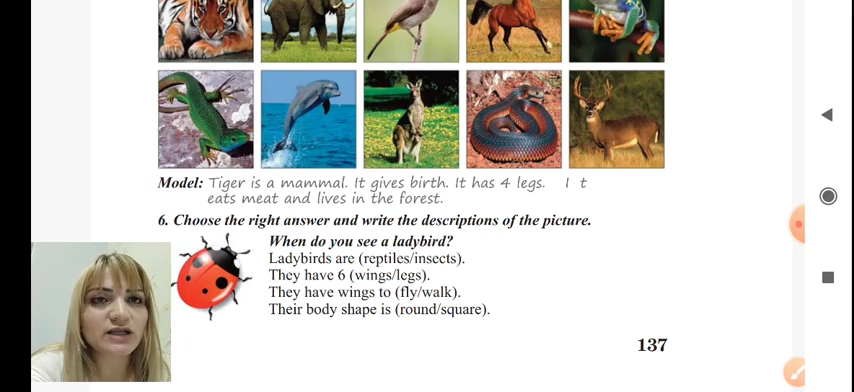 Model: Tiger is a mammal. It gives birth. It has 4 legs. I t
eats meat and lives in the forest.
6. Choose the right answer and write the descriptions of the picture.
When do you see a ladybird?
Ladybirds are (reptiles/insects).
They have 6 (wings/legs).
They have wings to (fly/walk).
Their body shape is (round/square).
137